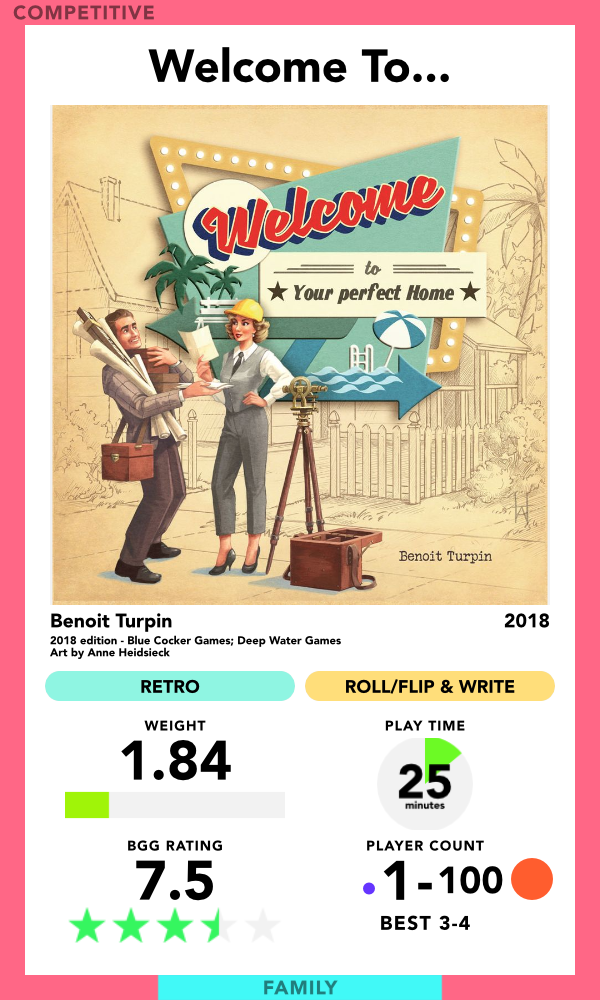 COMPETITIVE
Welcome To...
Welcome
to
Your perfect Home
Benoit Turpin
Benoit Turpin
2018
2018 edition - Blue Cocker Games; Deep Water Games
Art by Anne Heidsieck
RETRO
ROLL/FLIP & WRITE
WEIGHT
1.84
PLAY TIME
25
minutes
BGG RATING
7.5
PLAYER COUNT
1-100
BEST 3-4
FAMILY